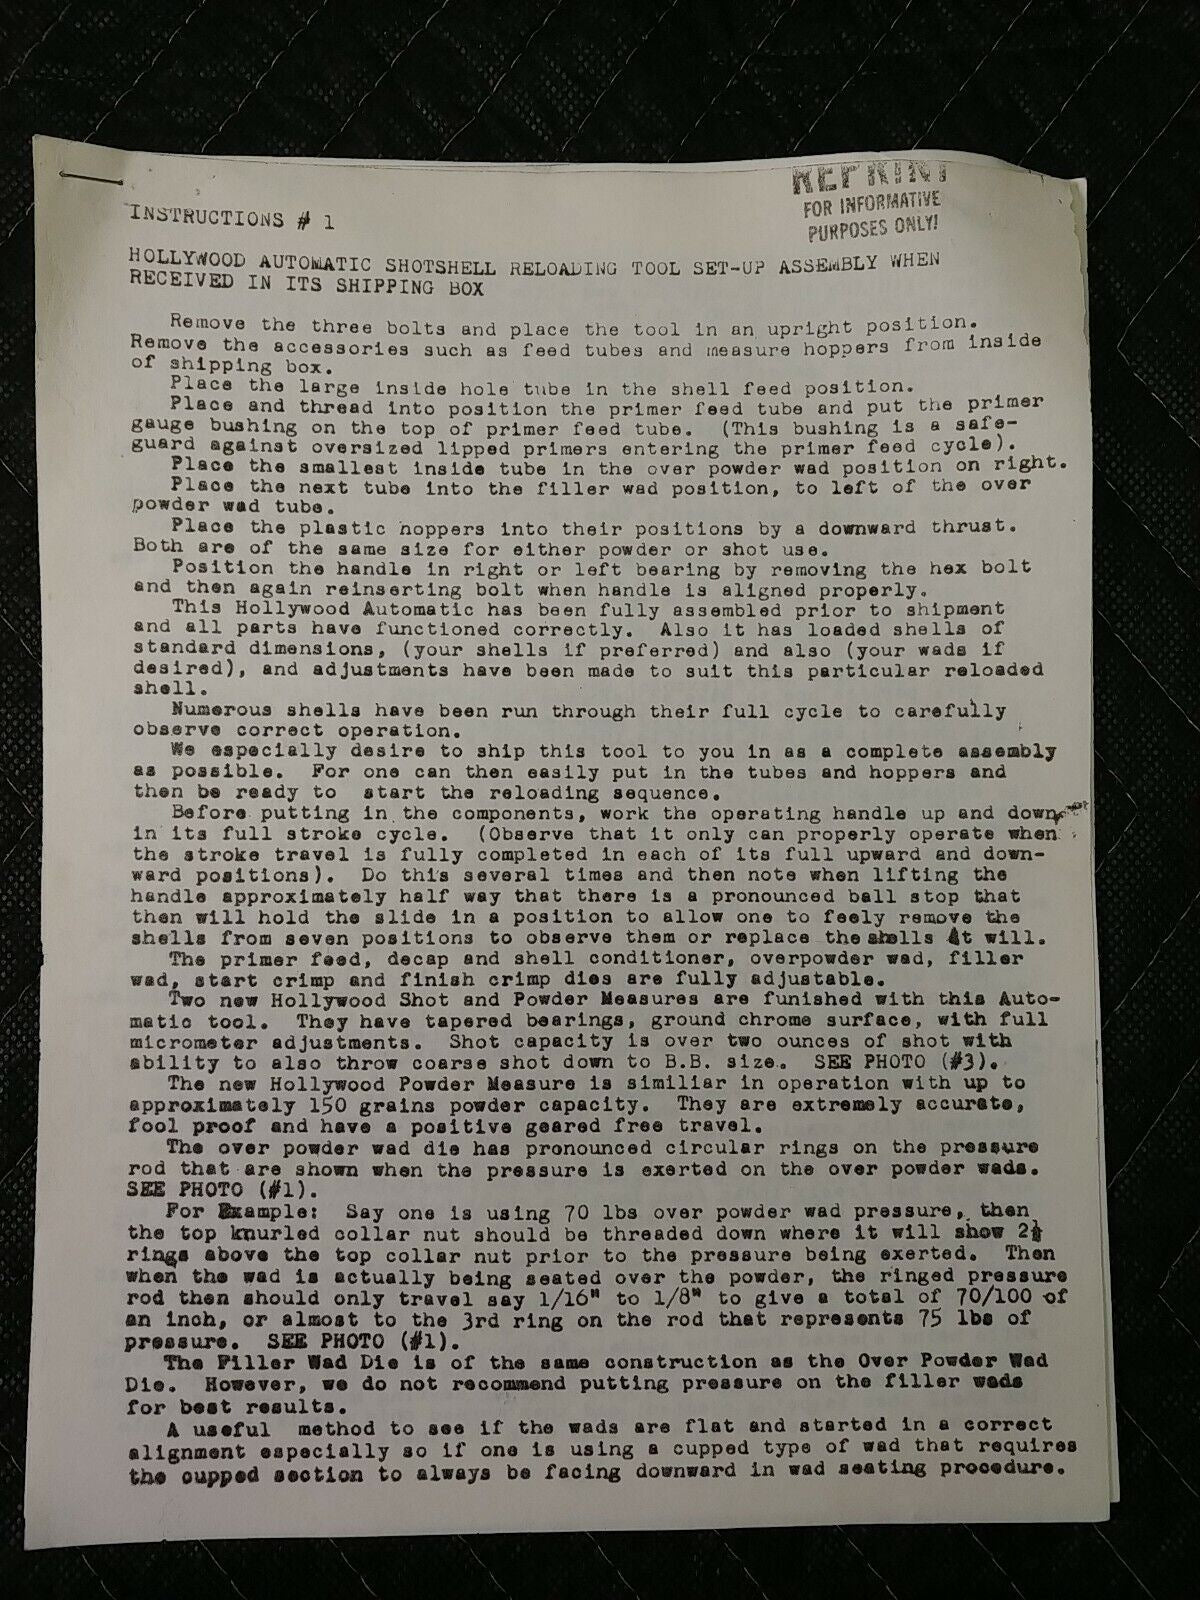 REPRINT
FOR INFORMATIVE
PURPOSES ONLY!
INSTRUCTIONS # 1
HOLLYWOOD AUTOMATIC SHOTSHELL RELOADING TOOL SET-UP ASSEMBLY WHEN
RECEIVED IN ITS SHIPPING BOX
Remove the three bolts and place the tool in an upright position.
Remove the accessories such as feed tubes and measure hoppers from inside
of shipping box.
Place the large inside hole tube in the shell feed position.
Place and thread into position the primer feed tube and put the primer
gauge bushing on the top of primer feed tube. (This bushing is a safe-
guard against oversized lipped primers entering the primer feed cycle).
Place the smallest inside tube in the over powder wad position on right.
Place the next tube into the filler wad position, to left of the over
powder wad tube.
Place the plastic hoppers into their positions by a downward thrust.
Both are of the same size for either powder or shot use.
Position the handle in right or left bearing by removing the hex bolt
and then again reinserting bolt when handle is aligned properly.
This Hollywood Automatic has been fully assembled prior to shipment
and all parts have functioned correctly. Also it has loaded shells of
standard dimensions, (your shells if preferred) and also (your wads if
desired), and adjustments have been made to suit this particular reloaded
shell.
Numerous shells have been run through their full cycle to carefully
observe correct operation.
We especially desire to ship this tool to you in as a complete assembly
as possible. For one can then easily put in the tubes and hoppers and
then be ready to start the reloading sequence.
Before putting in the components, work the operating handle up and down
in its full stroke cycle. (Observe that it only can properly operate when
the stroke travel is fully completed in each of its full upward and down-
ward positions). Do this several times and then note when lifting the
handle approximately half way that there is a pronounced ball stop that
then will hold the slide in a position to allow one to feely remove the
shells from seven positions to observe them or replace the shells At will.
The primer feed, decap and shell conditioner, overpowder wad, filler
wad, start crimp and finish crimp dies are fully adjustable.
Two new Hollywood Shot and Powder Measures are funished with this Auto-
matic tool. They have tapered bearings, ground chrome surface, with full
micrometer adjustments. Shot capacity is over two ounces of shot with
ability to also throw coarse shot down to B.B. size. SEE PHOTO (#3).
The new Hollywood Powder Measure is similiar in operation with up to
approximately 150 grains powder capacity. They are extremely accurate,
fool proof and have a positive geared free travel.
The over powder wad die has pronounced circular rings on the pressure
rod that are shown when the pressure is exerted on the over powder wads.
SEE PHOTO (#1).
For Example: Say one is using 70 lbs over powder wad pressure, then
the top knurled collar nut should be threaded down where it will show 2½
rings above the top collar nut prior to the pressure being exerted. Then
when the wad is actually being seated over the powder, the ringed pressure
rod then should only travel say 1/16" to 1/8" to give a total of 70/100 of
an inch, or almost to the 3rd ring on the rod that represents 75 lbs of
pressure. SEE PHOTO (#1).
The Filler Wad Die is of the same construction as the Over Powder Wad
Die. However, we do not recommend putting pressure on the filler wads
for best results.
A useful method to see if the wads are flat and started in a correct
alignment especially so if one is using a cupped type of wad that requires
the cupped section to always be facing downward in wad seating procedure.